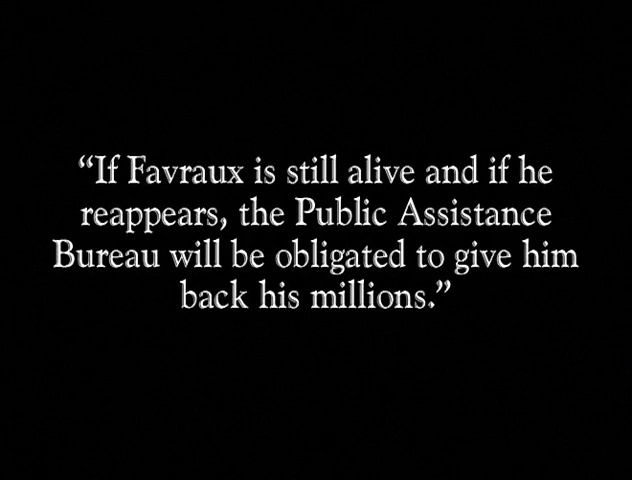 “If Favraux is still alive and if he
reappears, the Public Assistance
Bureau will be obligated to give him
back his millions.”